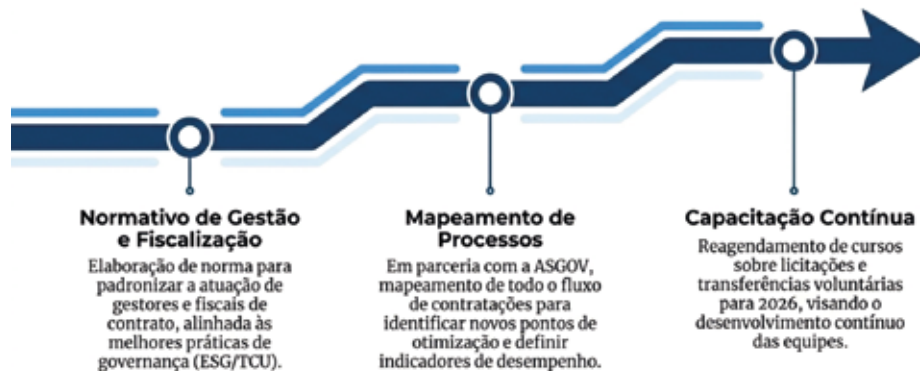 Normativo de Gestão
e Fiscalização
Elaboração de norma para
padronizar a atuação de
gestores e fiscais de
contrato, alinhada às
melhores práticas de
governança (ESG/TCU).
Mapeamento de
Processos
Em parceria com a ASGOV,
mapeamento de todo o fluxo
de contratações para
identificar novos pontos de
otimização e definir
indicadores de desempenho.
Capacitação Contínua
Reagendamento de cursos
sobre licitações e
transferências voluntárias
para 2026, visando o
desenvolvimento contínuo
das equipes.